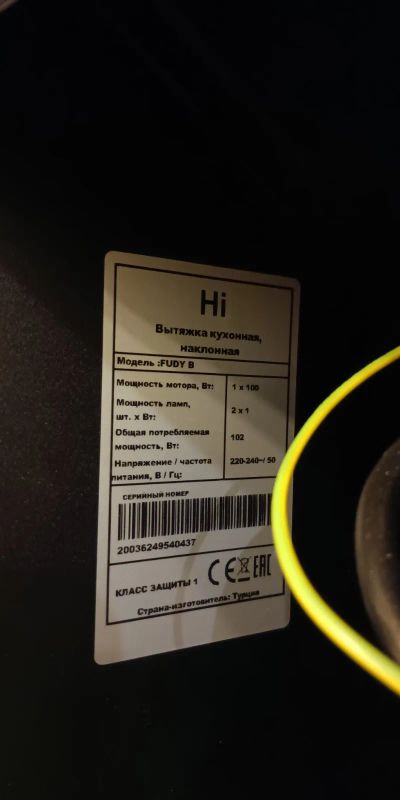 Hi
Вытяжка кухонная,
наклонная
Модель :FUDY B
Мощность мотора, Вт: 1 x 100
Мощность ламп,
шт. x Вт: 2 x 1
Общая потребляемая
мощность, Вт: 102
Напряжение / частота
питания, В / Гц: 220-240~/ 50
СЕРИЙНЫЙ НОМЕР
20036249540437
КЛАСС ЗАЩИТЫ 1 CE EAC
Страна-изготовитель: Турция